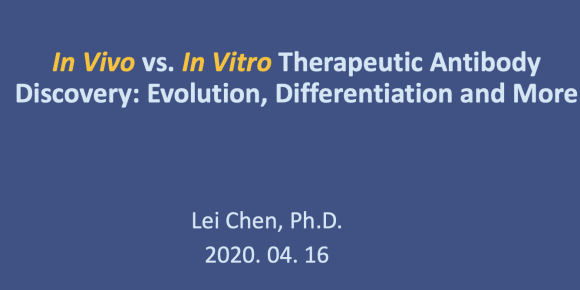 In Vivo vs. In Vitro Therapeutic Antibody
Discovery: Evolution, Differentiation and More
Lei Chen, Ph.D.
2020. 04. 16